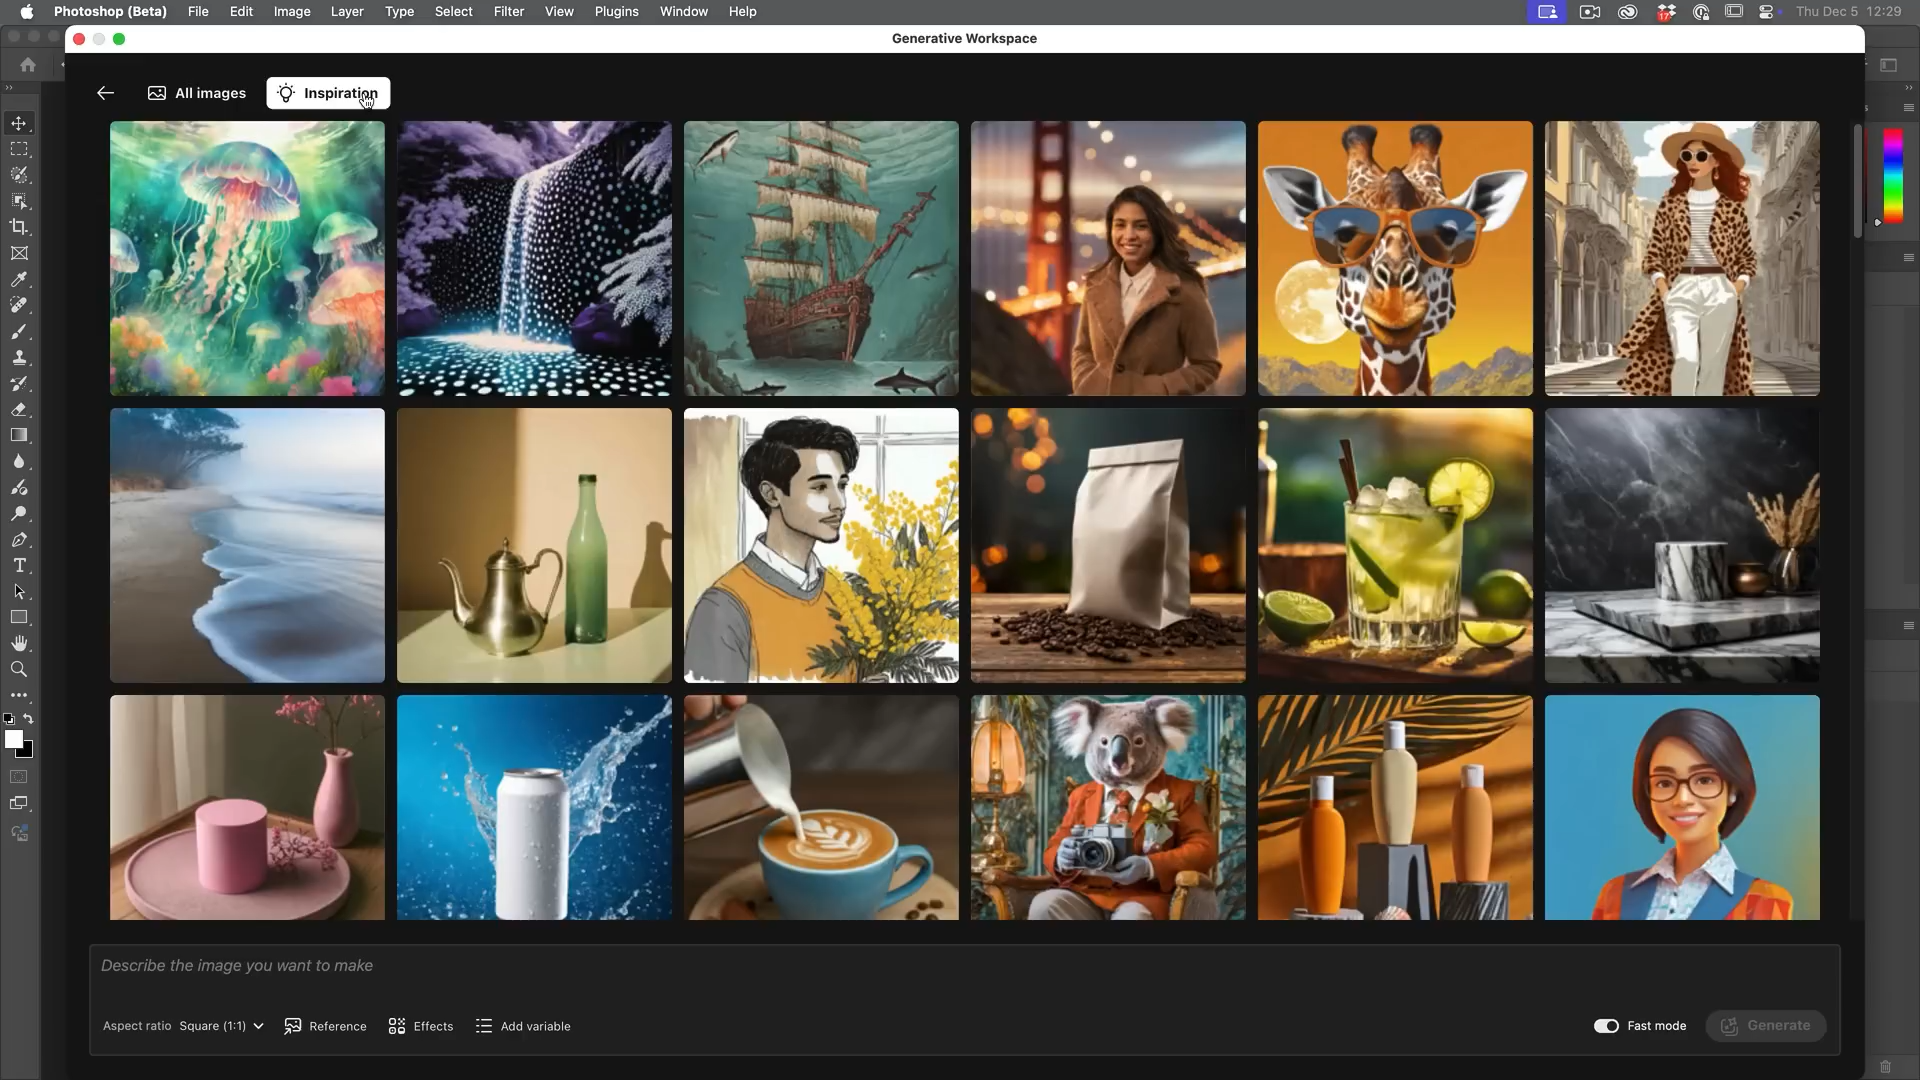 Photoshop (Beta) File Edit Image Layer Type Select Filter View Plugins Window Help 17 Thu Dec 5 12:29
Generative Workspace
All images Inspiration
Describe the image you want to make
Aspect ratio Square (1:1) Reference Effects Add variable Fast mode Generate